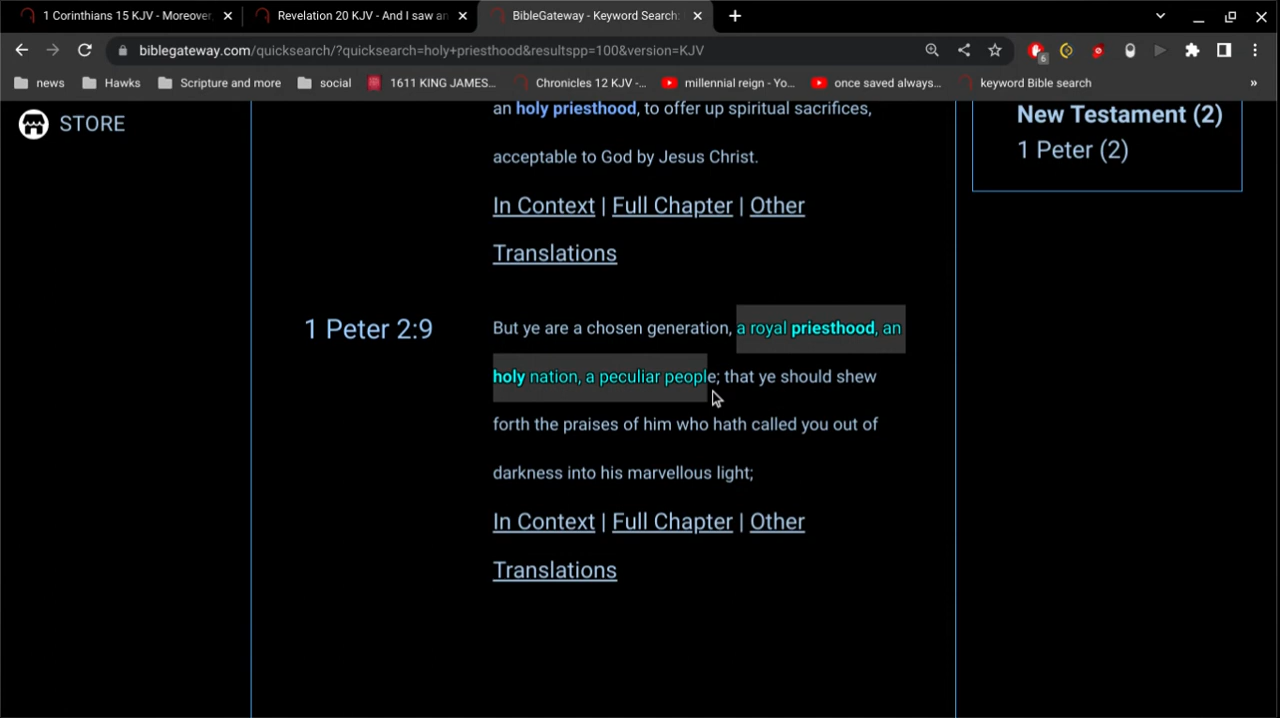 1 Corinthians 15 KJV - Moreover,
Revelation 20 KJV - And I saw an
BibleGateway - Keyword Search:
biblegateway.com/quicksearch/?quicksearch=holy+priesthood&resultspp=100&version=KJV
6
news
Hawks
Scripture and more
social
1611 KING JAMES...
Chronicles 12 KJV -...
millennial reign - Yo...
once saved always...
keyword Bible search
»
STORE
an holy priesthood, to offer up spiritual sacrifices,
acceptable to God by Jesus Christ.
In Context | Full Chapter | Other
Translations
New Testament (2)
1 Peter (2)
1 Peter 2:9
But ye are a chosen generation, a royal priesthood, an
holy nation, a peculiar people; that ye should shew
forth the praises of him who hath called you out of
darkness into his marvellous light;
In Context | Full Chapter | Other
Translations